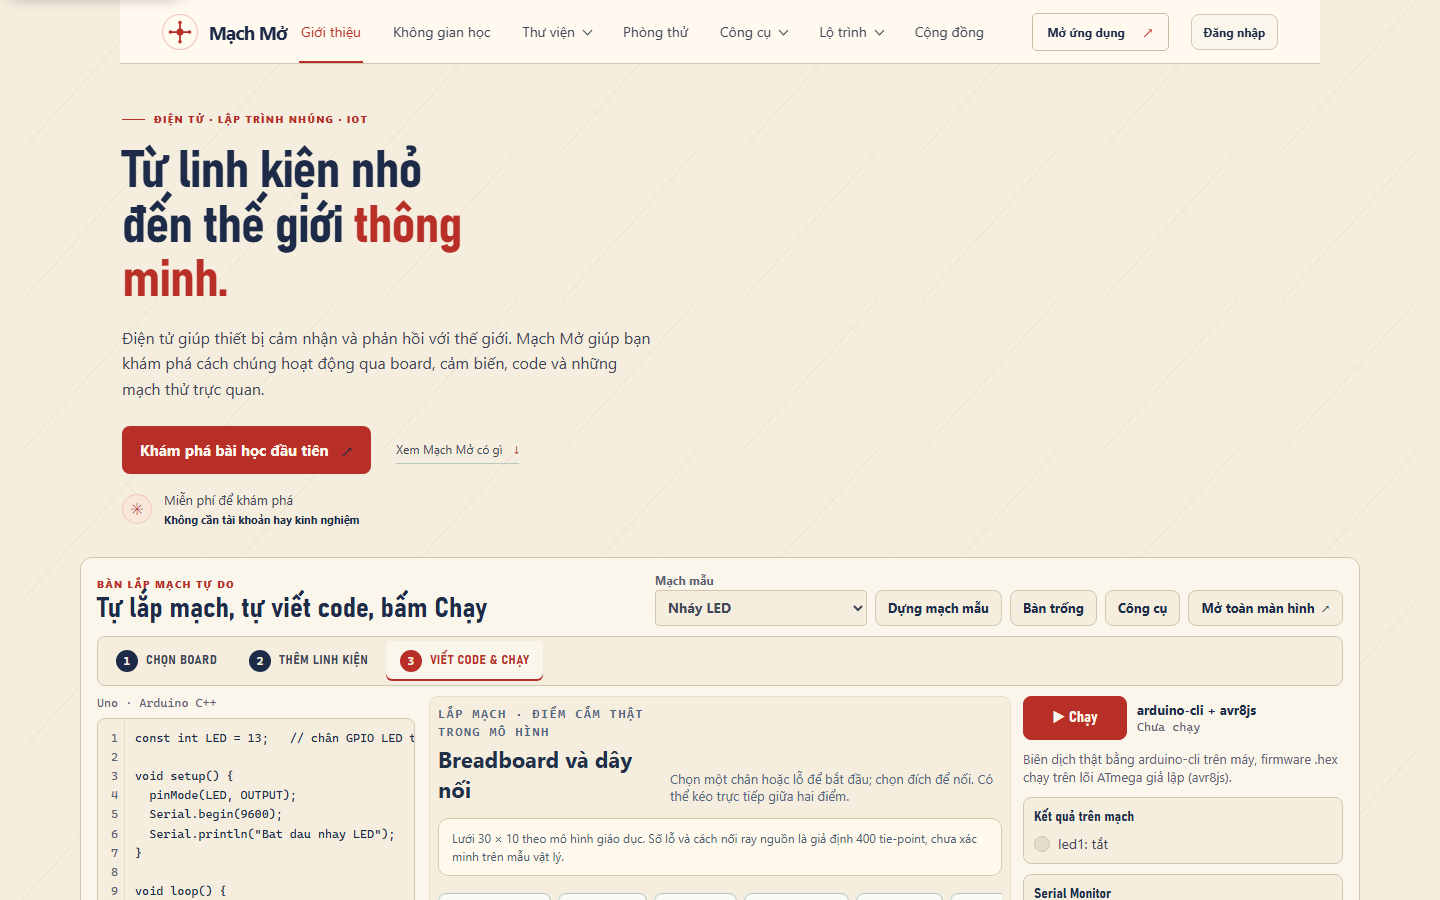 Mạch Mở Giới thiệu Không gian học Thư viện Phòng thử Công cụ Lộ trình Cộng đồng Mở ứng dụng ↗ Đăng nhập
ĐIỆN TỬ · LẬP TRÌNH NHÚNG · IOT
Từ linh kiện nhỏ
đến thế giới thông
minh.
Điện tử giúp thiết bị cảm nhận và phản hồi với thế giới. Mạch Mở giúp bạn
khám phá cách chúng hoạt động qua board, cảm biến, code và những
mạch thử trực quan.
Khám phá bài học đầu tiên ↗ Xem Mạch Mở có gì ↓
Miễn phí để khám phá
Không cần tài khoản hay kinh nghiệm
BÀN LẮP MẠCH TỰ DO
Tự lắp mạch, tự viết code, bấm Chạy
Mạch mẫu
Nháy LED Dựng mạch mẫu Bàn trống Công cụ Mở toàn màn hình ↗
1 CHỌN BOARD 2 THÊM LINH KIỆN 3 VIẾT CODE & CHẠY
Uno · Arduino C++
1 const int LED = 13; // chân GPIO LED t
2
3 void setup() {
4 pinMode(LED, OUTPUT);
5 Serial.begin(9600);
6 Serial.println("Bat dau nhay LED");
7 }
8
9 void loop() {
LẮP MẠCH · ĐIỂM CẮM THẬT
TRONG MÔ HÌNH
Breadboard và dây
nối
Chọn một chân hoặc lỗ để bắt đầu; chọn đích để nối. Có
thể kéo trực tiếp giữa hai điểm.
Lưới 30 × 10 theo mô hình giáo dục. Số lỗ và cách nối ray nguồn là giả định 400 tie-point, chưa xác
minh trên mẫu vật lý.
▶ Chạy
arduino-cli + avr8js
Chưa chạy
Biên dịch thật bằng arduino-cli trên máy, firmware .hex
chạy trên lõi ATmega giả lập (avr8js).
Kết quả trên mạch
led1: tắt
Serial Monitor